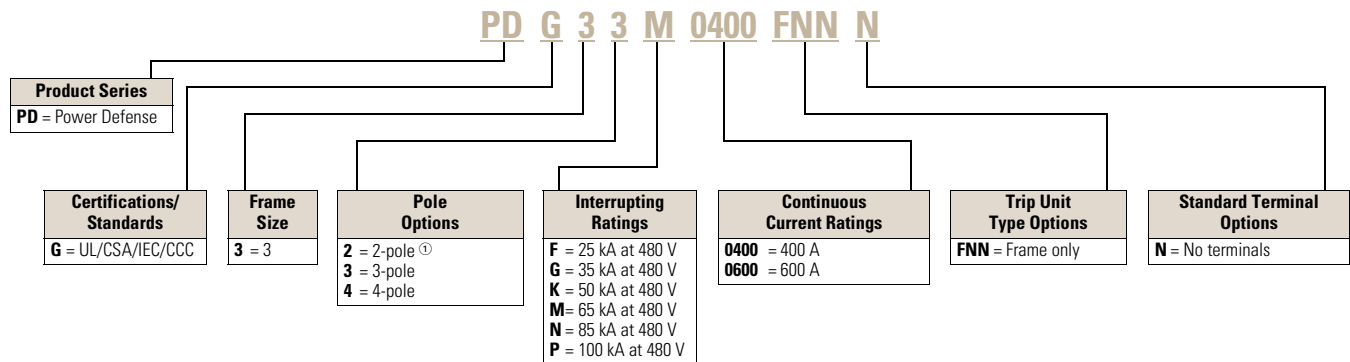 PD G 3 3 M 0400 FNN N
Product Series
PD = Power Defense
Certifications/
Standards
G = UL/CSA/IEC/CCC
Frame
Size
3 = 3
Pole
Options
2 = 2-pole ①
3 = 3-pole
4 = 4-pole
Interrupting
Ratings
F = 25 kA at 480 V
G = 35 kA at 480 V
K = 50 kA at 480 V
M= 65 kA at 480 V
N = 85 kA at 480 V
P = 100 kA at 480 V
Continuous
Current Ratings
0400 = 400 A
0600 = 600 A
Trip Unit
Type Options
FNN = Frame only
Standard Terminal
Options
N = No terminals